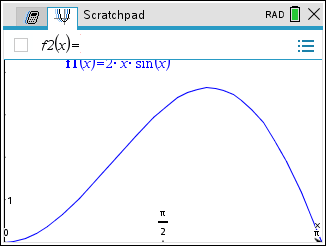 Scratchpad
RAD
f2(x)=
f1(x)=2·x·sin(x)
1
0
π
2
x
π